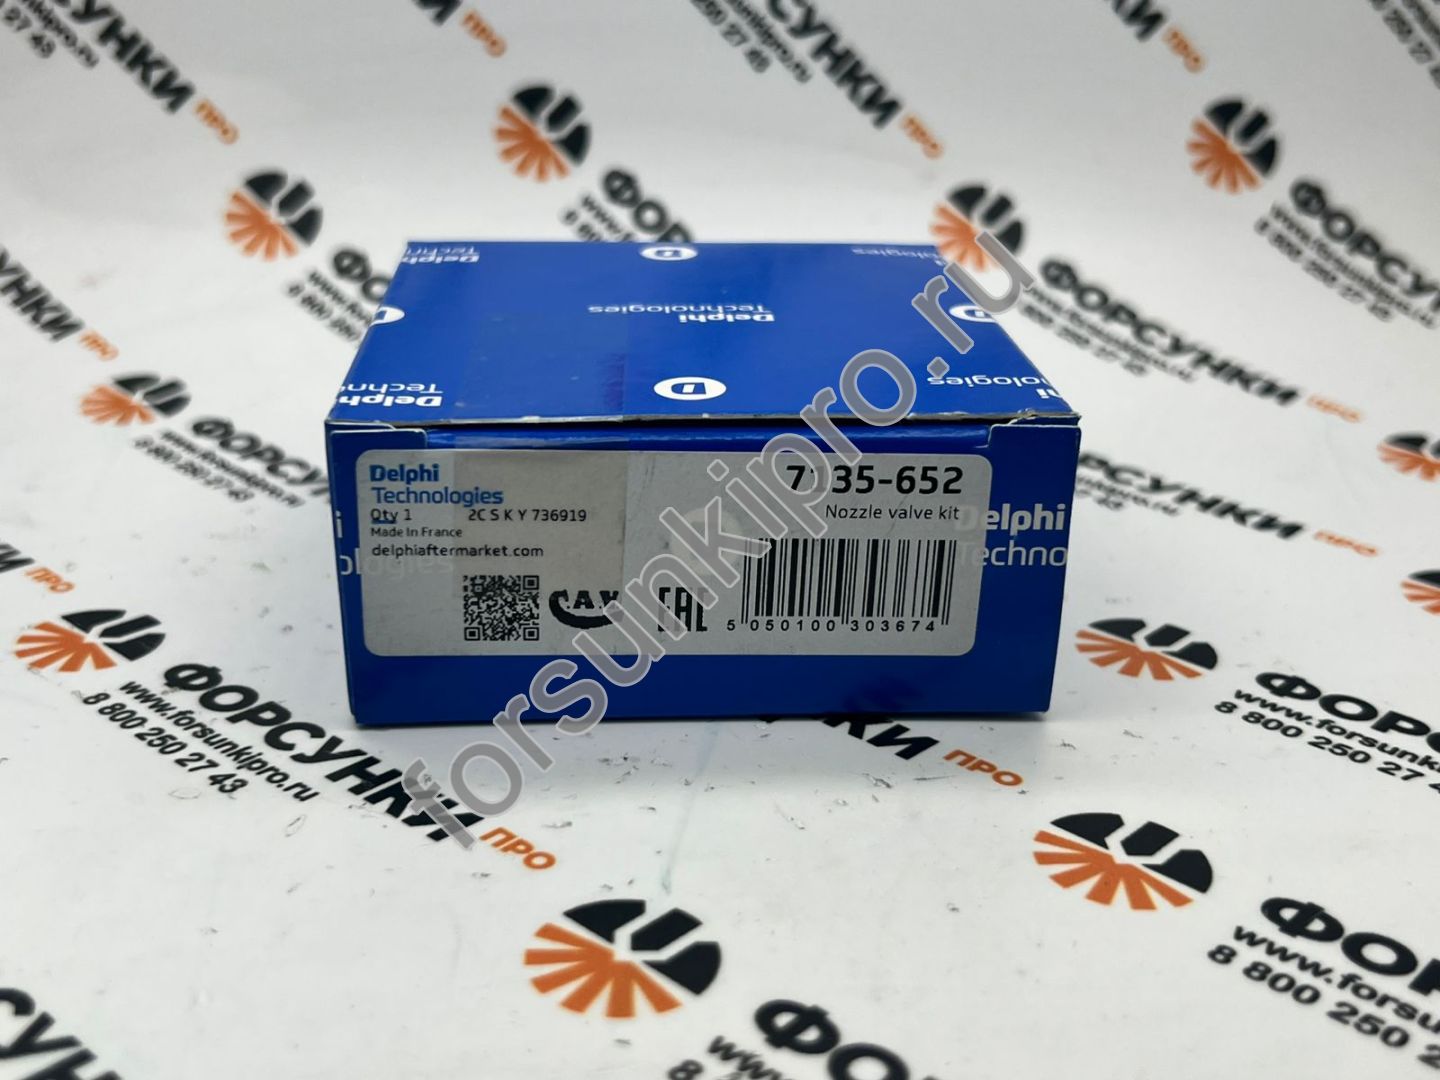 Delphi
Technologies
Qty 1
2C S K Y 736919
Made In France
delphiaftermarket.com
7135-652
Nozzle valve kit
C.A.V.
EAC
5 050100 303674
Delphi
Technologies
D
forsunkipro.ru
ФОРСУНКИ
ПРО
www.forsunkipro.ru
8 800 250 27 43